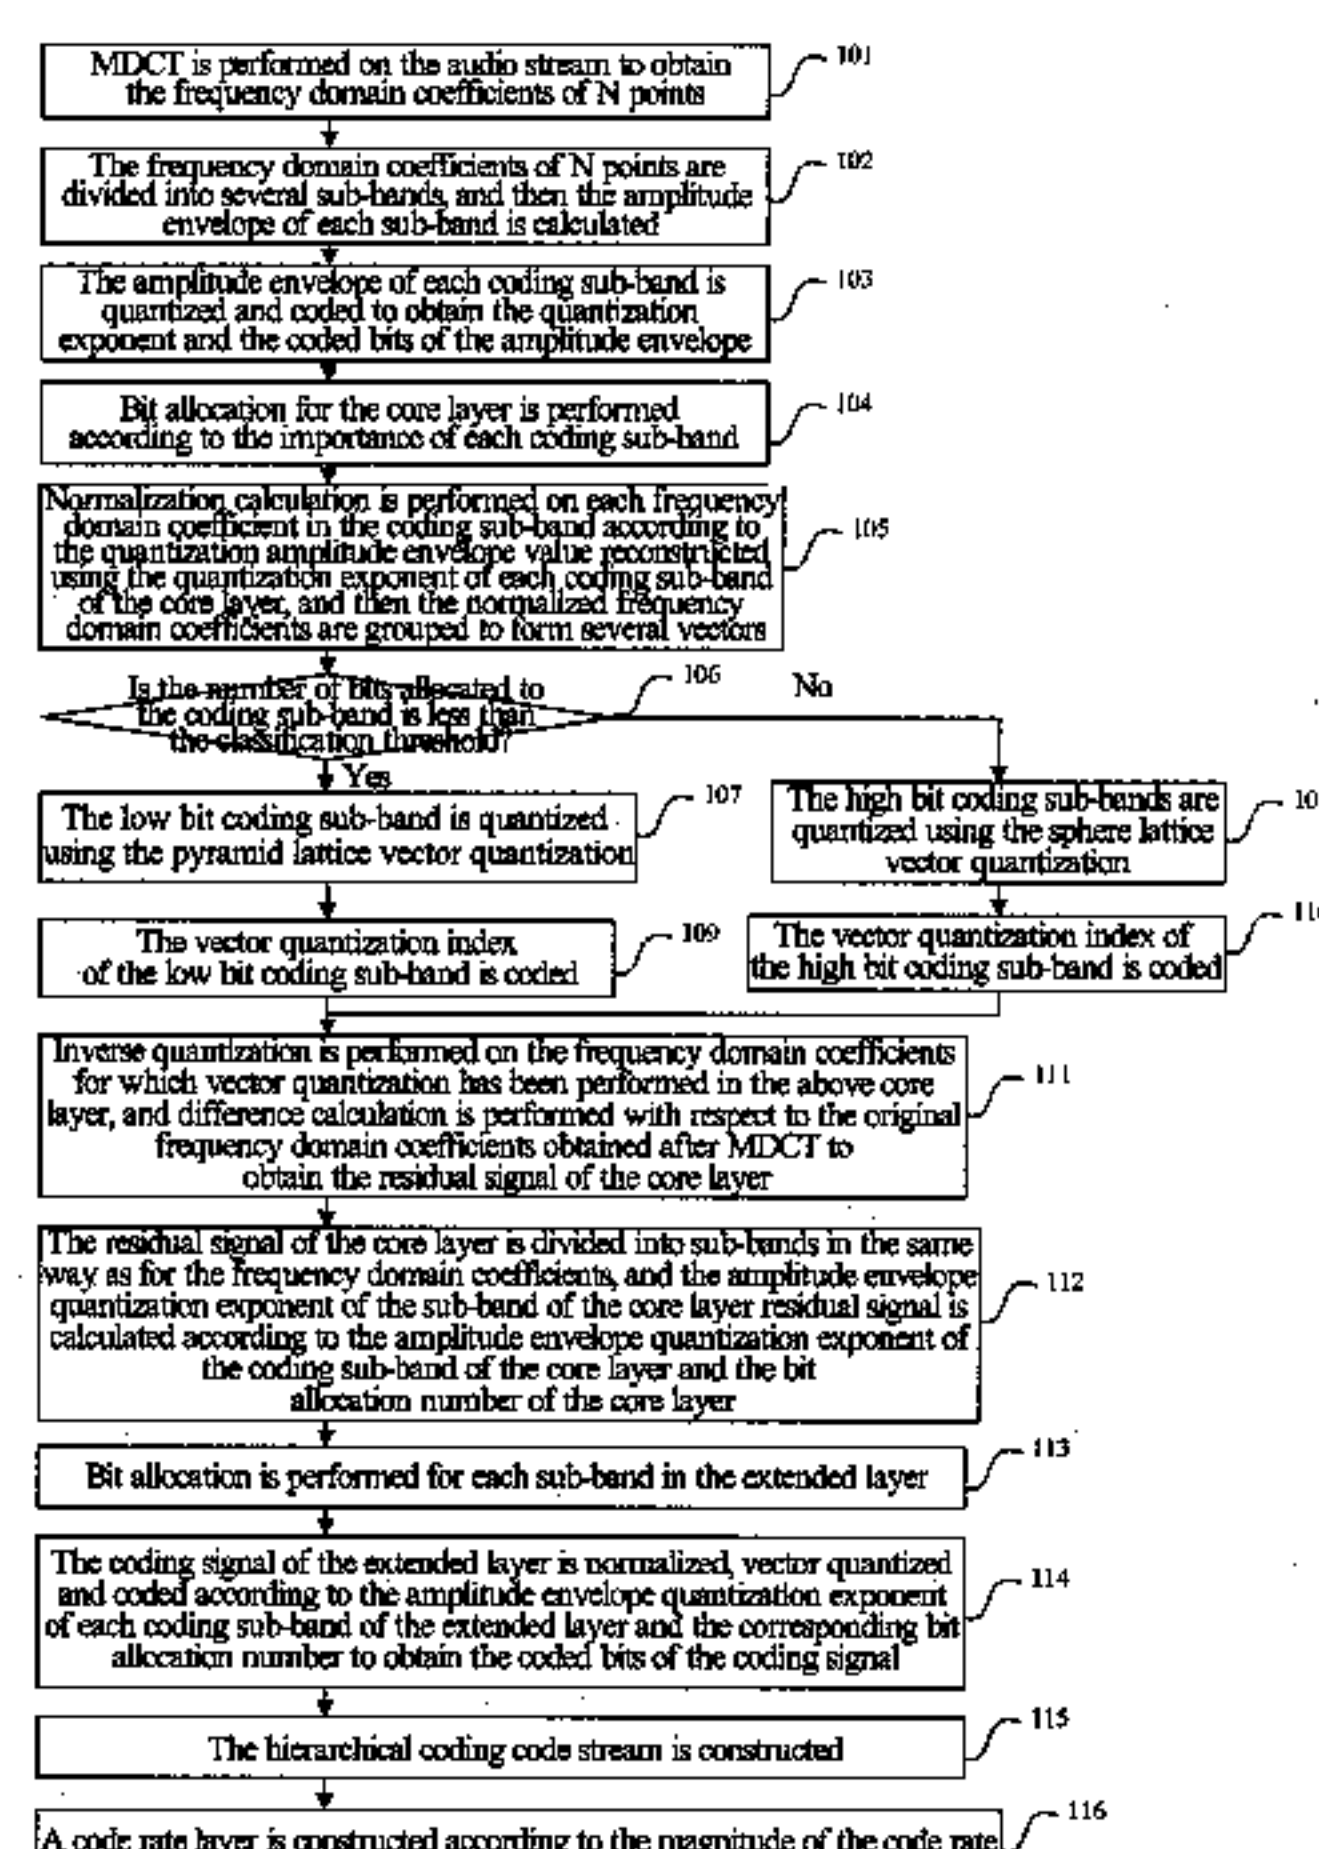 MDCT is performed on the audio stream to obtain
the frequency domain coefficients of N points
101
The frequency domain coefficients of N points are
divided into several sub-bands, and then the amplitude
envelope of each sub-band is calculated
102
The amplitude envelope of each coding sub-band is
quantized and coded to obtain the quantization
exponent and the coded bits of the amplitude envelope
103
Bit allocation for the core layer is performed
according to the importance of each coding sub-band
104
Normalization calculation is performed on each frequency
domain coefficient in the coding sub-band according to
the quantization amplitude envelope value reconstructed
using the quantization exponent of each coding sub-band
of the core layer, and then the normalized frequency
domain coefficients are grouped to form several vectors
105
Is the number of bits allocated to
the coding sub-band is less than
the classification threshold?
106
No
Yes
The low bit coding sub-band is quantized
using the pyramid lattice vector quantization
107
The high bit coding sub-bands are
quantized using the sphere lattice
vector quantization
10
The vector quantization index
of the low bit coding sub-band is coded
109
The vector quantization index of
the high bit coding sub-band is coded
11
Inverse quantization is performed on the frequency domain coefficients
for which vector quantization has been performed in the above core
layer, and difference calculation is performed with respect to the original
frequency domain coefficients obtained after MDCT to
obtain the residual signal of the core layer
111
The residual signal of the core layer is divided into sub-bands in the same
way as for the frequency domain coefficients, and the amplitude envelope
quantization exponent of the sub-band of the core layer residual signal is
calculated according to the amplitude envelope quantization exponent of
the coding sub-band of the core layer and the bit
allocation number of the core layer
112
Bit allocation is performed for each sub-band in the extended layer
113
The coding signal of the extended layer is normalized, vector quantized
and coded according to the amplitude envelope quantization exponent
of each coding sub-band of the extended layer and the corresponding bit
allocation number to obtain the coded bits of the coding signal
114
The hierarchical coding code stream is constructed
115
A code rate layer is constructed according to the magnitude of the code rate
116